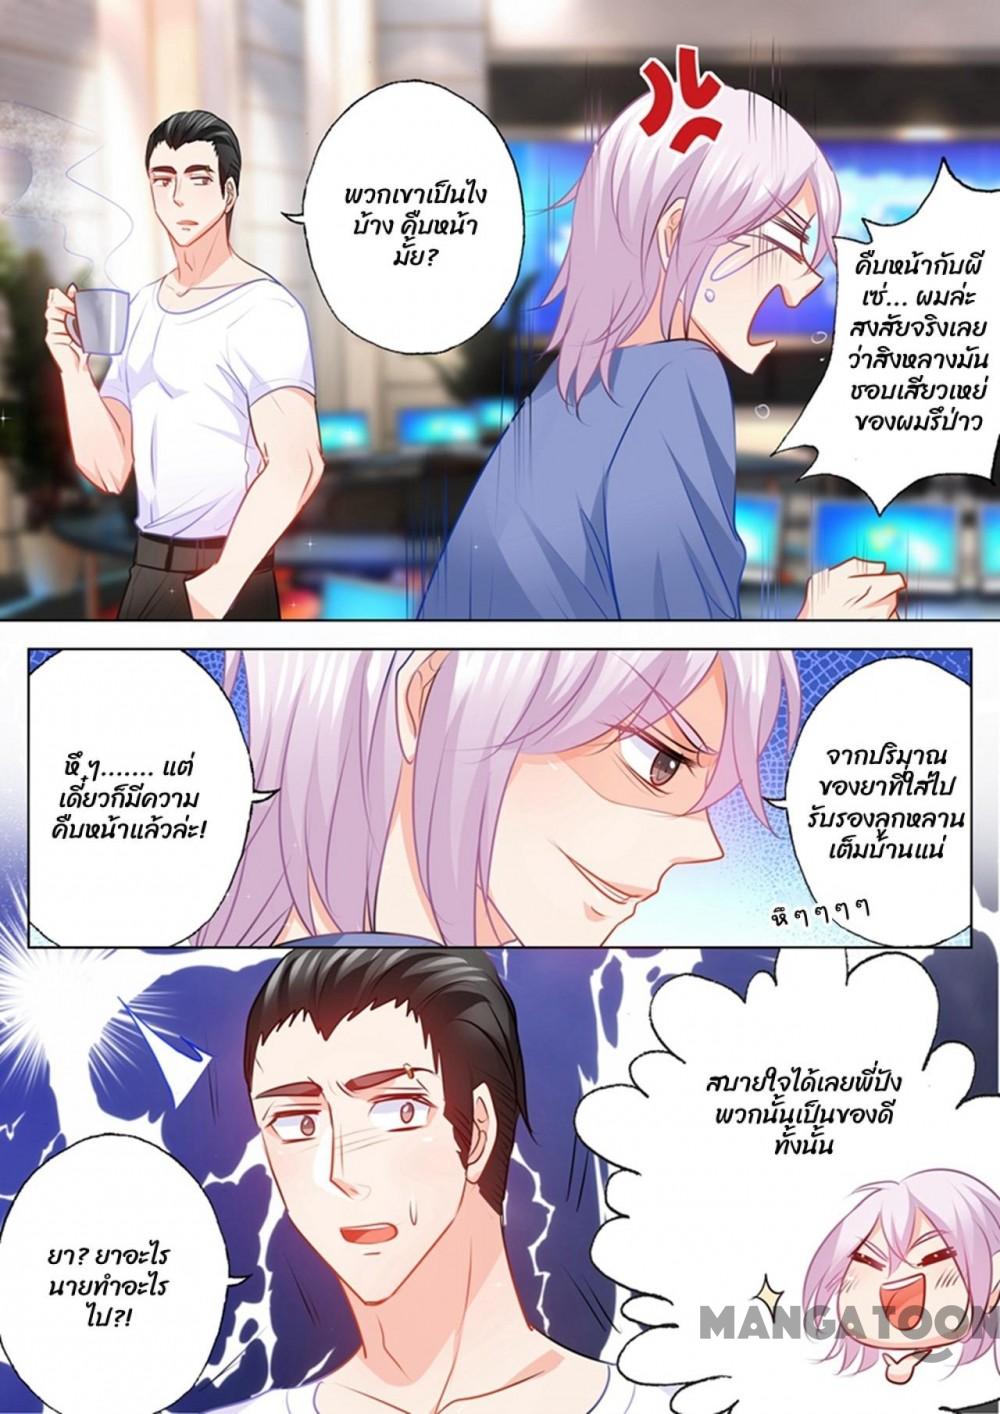 พวกเขาเป็นไง
บ้าง คืบหน้า
มั้ย?
คืบหน้ากับผี
เซ่... ผมล่ะ
สงสัยจริงเลย
ว่าสิงหลางมัน
ชอบเสี่ยวเหย่
ของผมรึป่าว
หึๆ....... แต่
เดี๋ยวก็มีความ
คืบหน้าแล้วล่ะ!
จากปริมาณ
ของยาที่ใส่ไป
รับรองลูกหลาน
เต็มบ้านแน่
หึๆๆๆๆ
สบายใจได้เลยพี่ปัง
พวกนั้นเป็นของดี
ทั้งนั้น
ยา? ยาอะไร
นายทำอะไร
ไป?!
MANGATOON